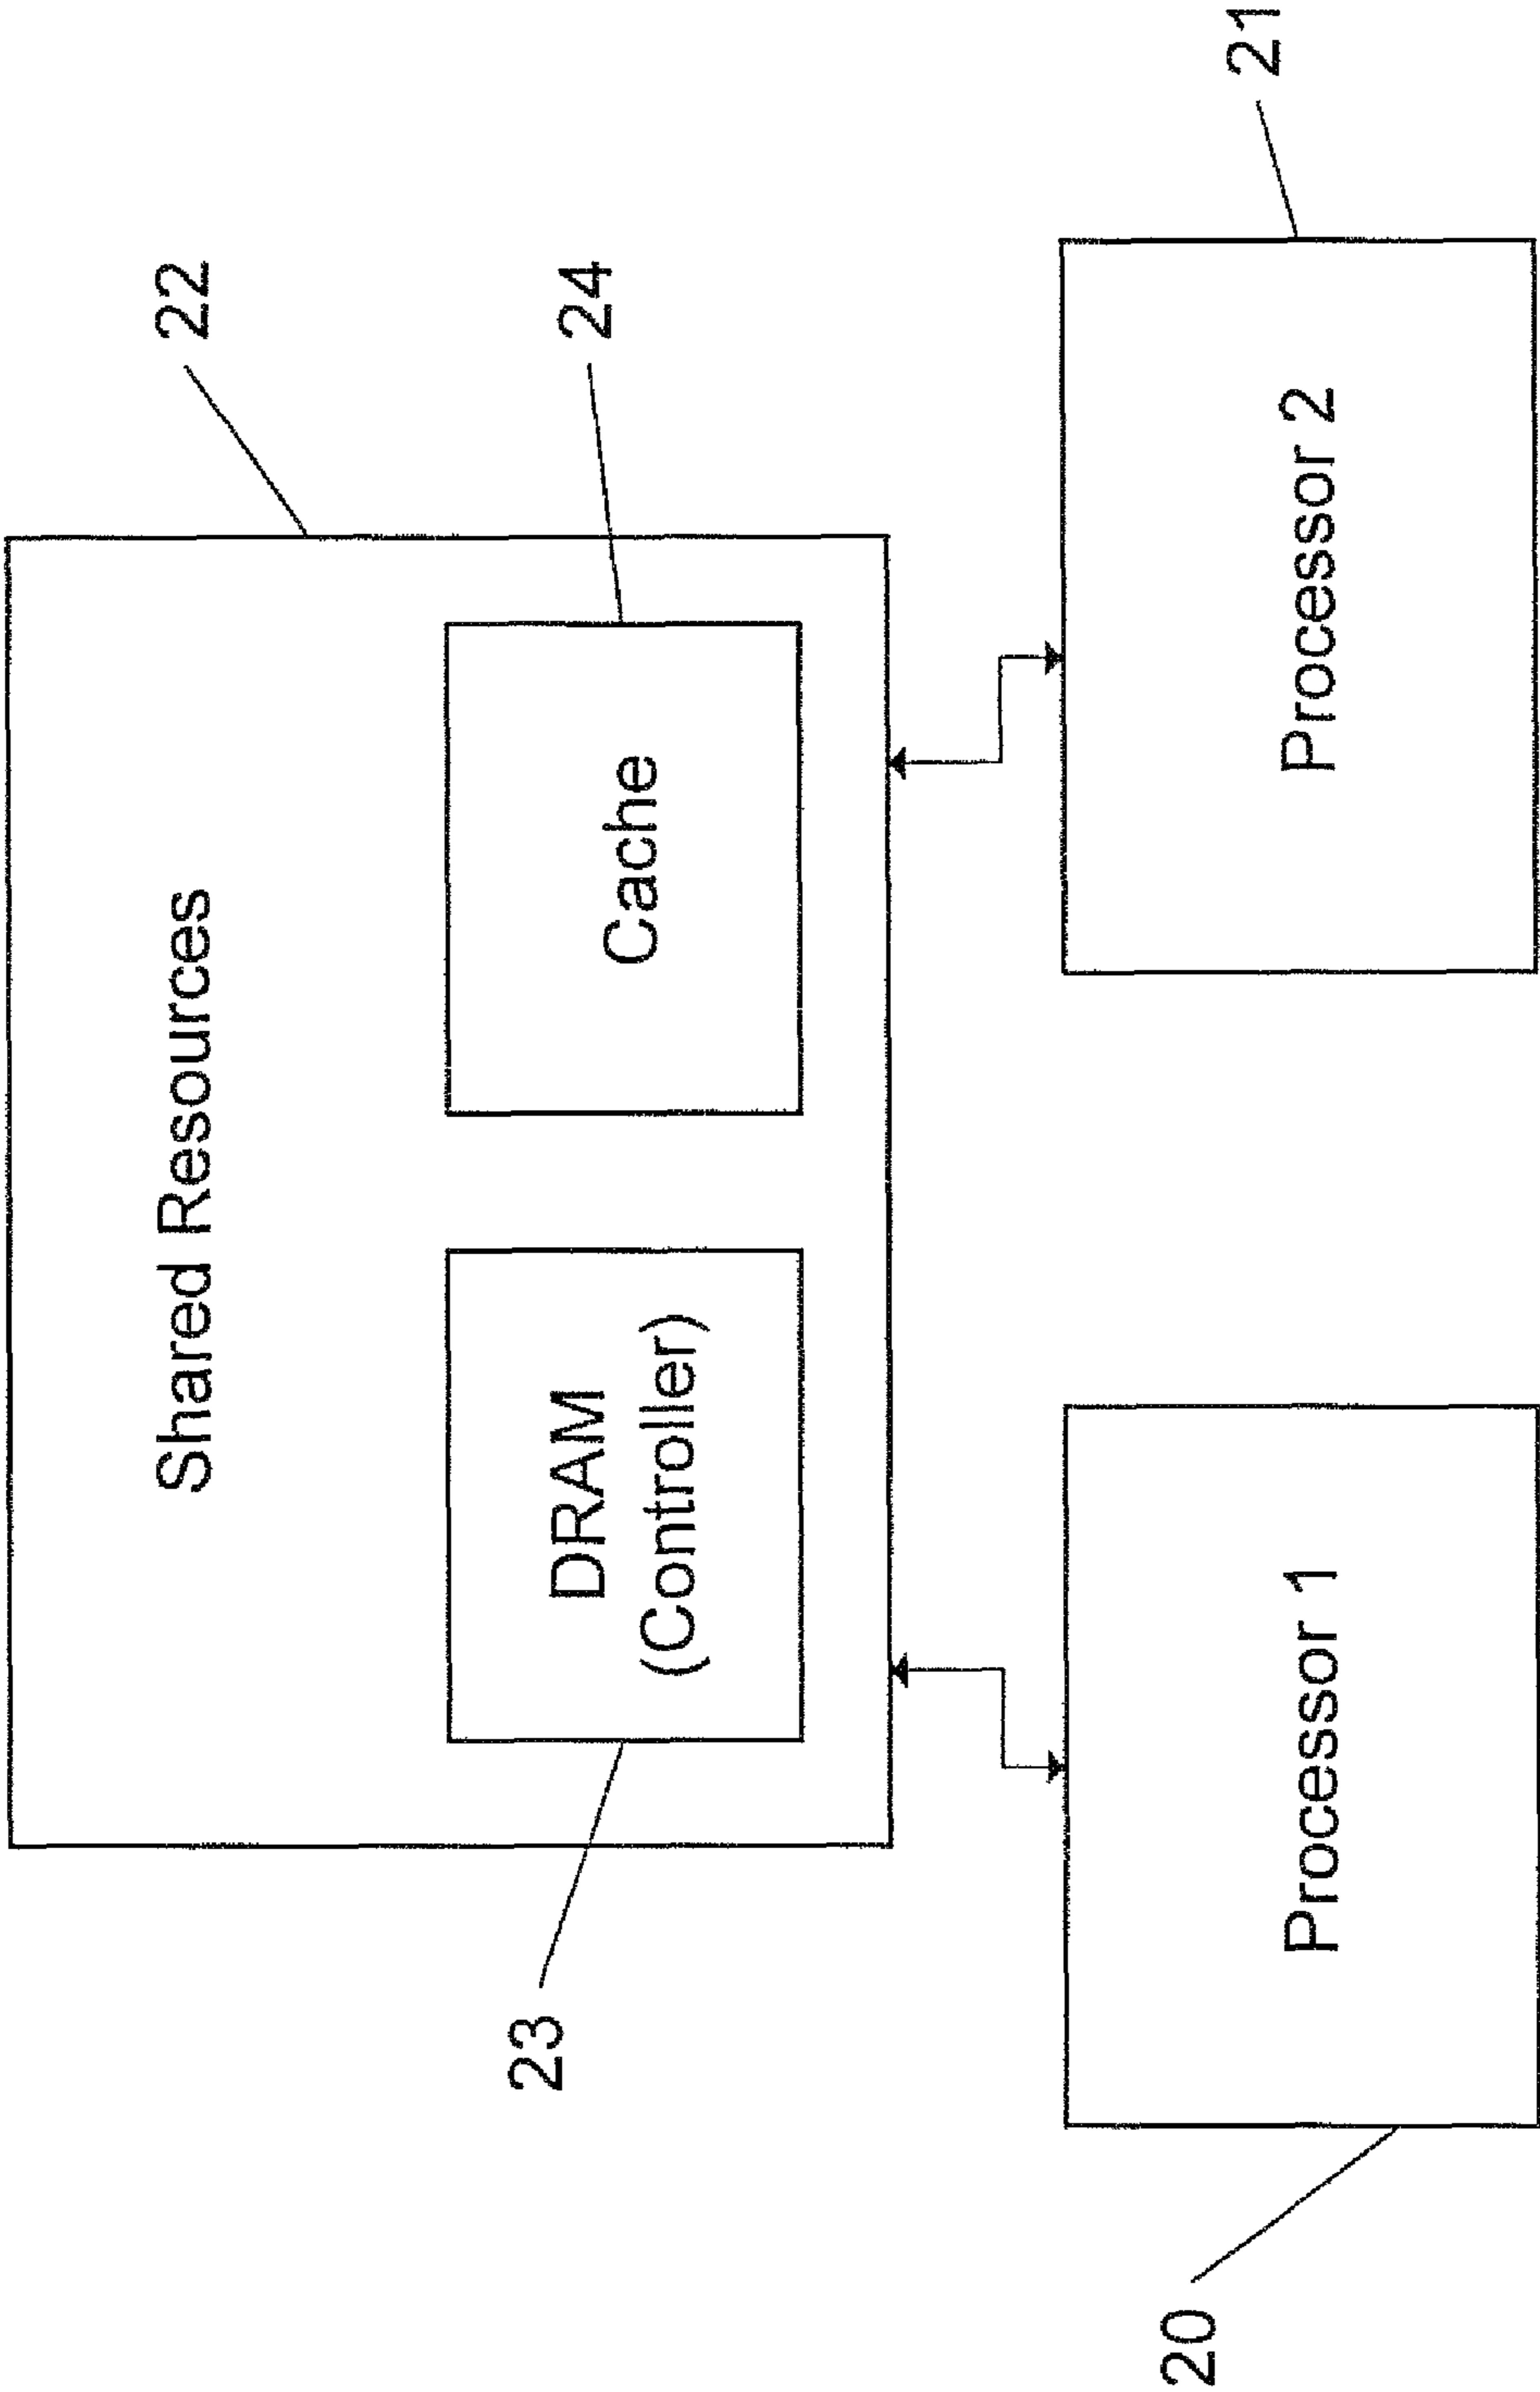 22
Shared Resources
24
23
DRAM
(Controller)
Cache
20
Processor 1
Processor 2
21